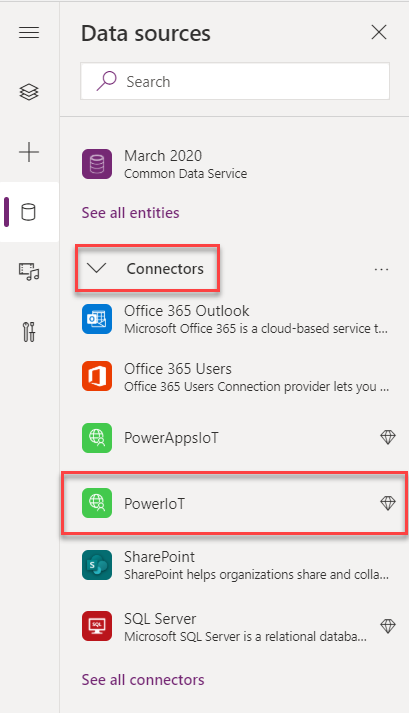 Data sources
Search
March 2020
Common Data Service
See all entities
Connectors
Office 365 Outlook
Microsoft Office 365 is a cloud-based service t...
Office 365 Users
Office 365 Users Connection provider lets you ...
PowerAppsIoT
PowerIoT
SharePoint
SharePoint helps organizations share and colla...
SQL Server
Microsoft SQL Server is a relational databa...
See all connectors